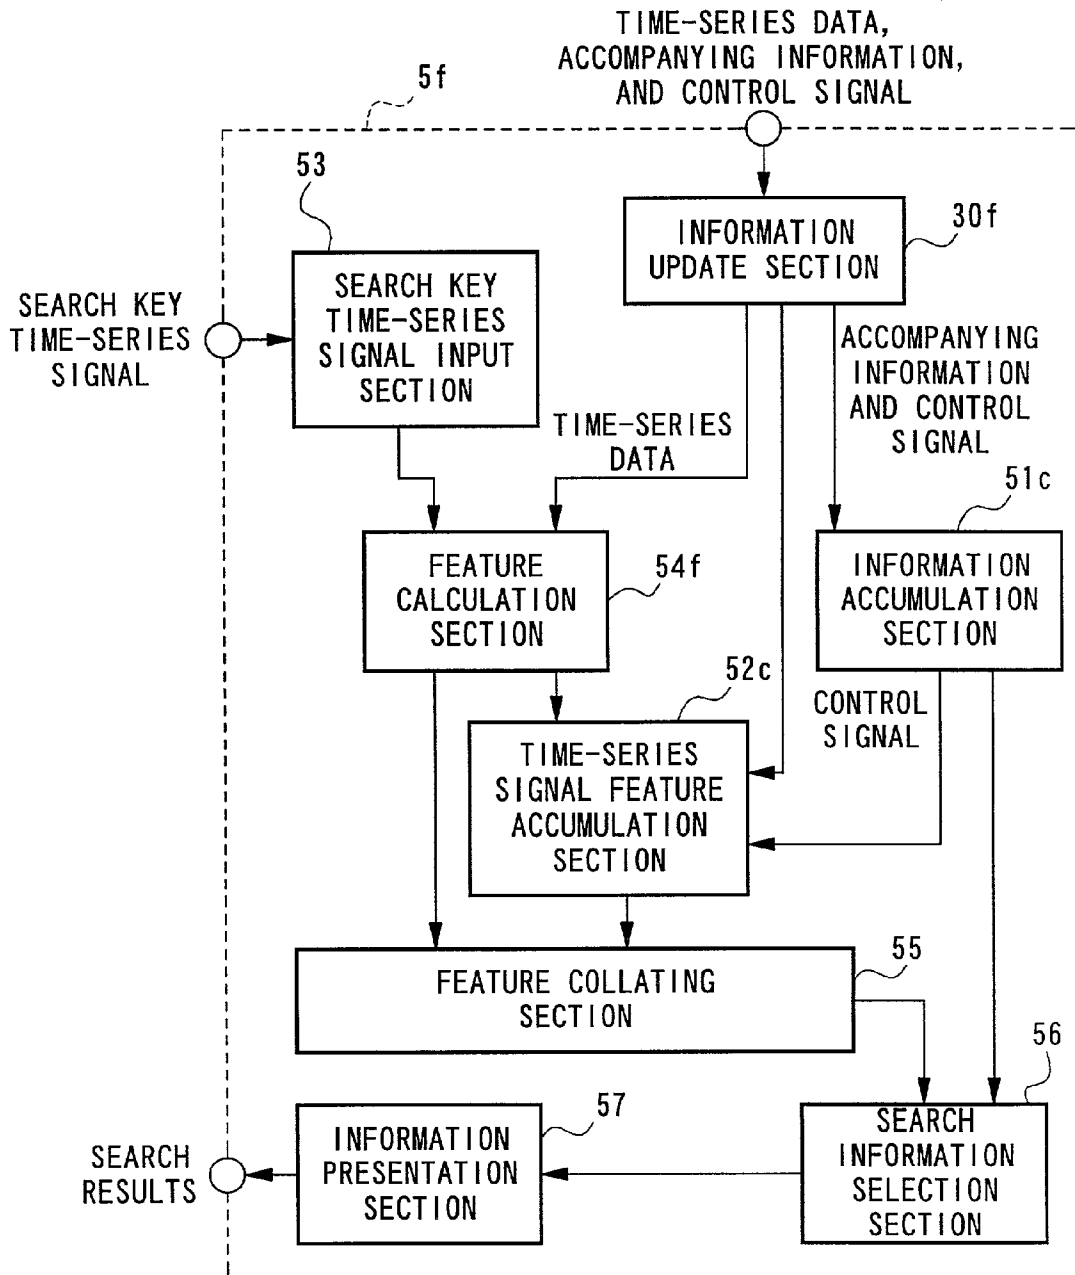 TIME-SERIES DATA,
ACCOMPANYING INFORMATION,
AND CONTROL SIGNAL
5f
53
30f
INFORMATION
UPDATE SECTION
SEARCH KEY
TIME-SERIES
SIGNAL
SEARCH KEY
TIME-SERIES
SIGNAL INPUT
SECTION
ACCOMPANYING
INFORMATION
AND CONTROL
SIGNAL
TIME-SERIES
DATA
51c
FEATURE
CALCULATION
SECTION
54f
INFORMATION
ACCUMULATION
SECTION
52c
CONTROL
SIGNAL
TIME-SERIES
SIGNAL FEATURE
ACCUMULATION
SECTION
55
FEATURE COLLATING
SECTION
56
57
SEARCH
RESULTS
INFORMATION
PRESENTATION
SECTION
SEARCH
INFORMATION
SELECTION
SECTION